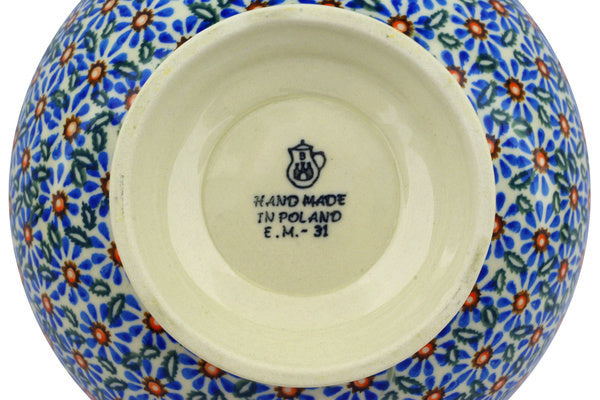 B
HAND MADE
IN POLAND
E.M.-31